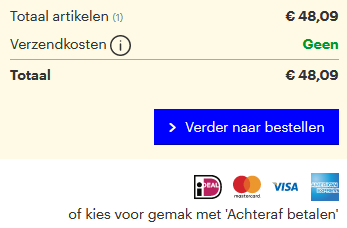 Totaal artikelen (1) € 48,09
Verzendkosten i Geen
Totaal € 48,09
Verder naar bestellen
iDEAL mastercard VISA AMERICAN EXPRESS
of kies voor gemak met 'Achteraf betalen'